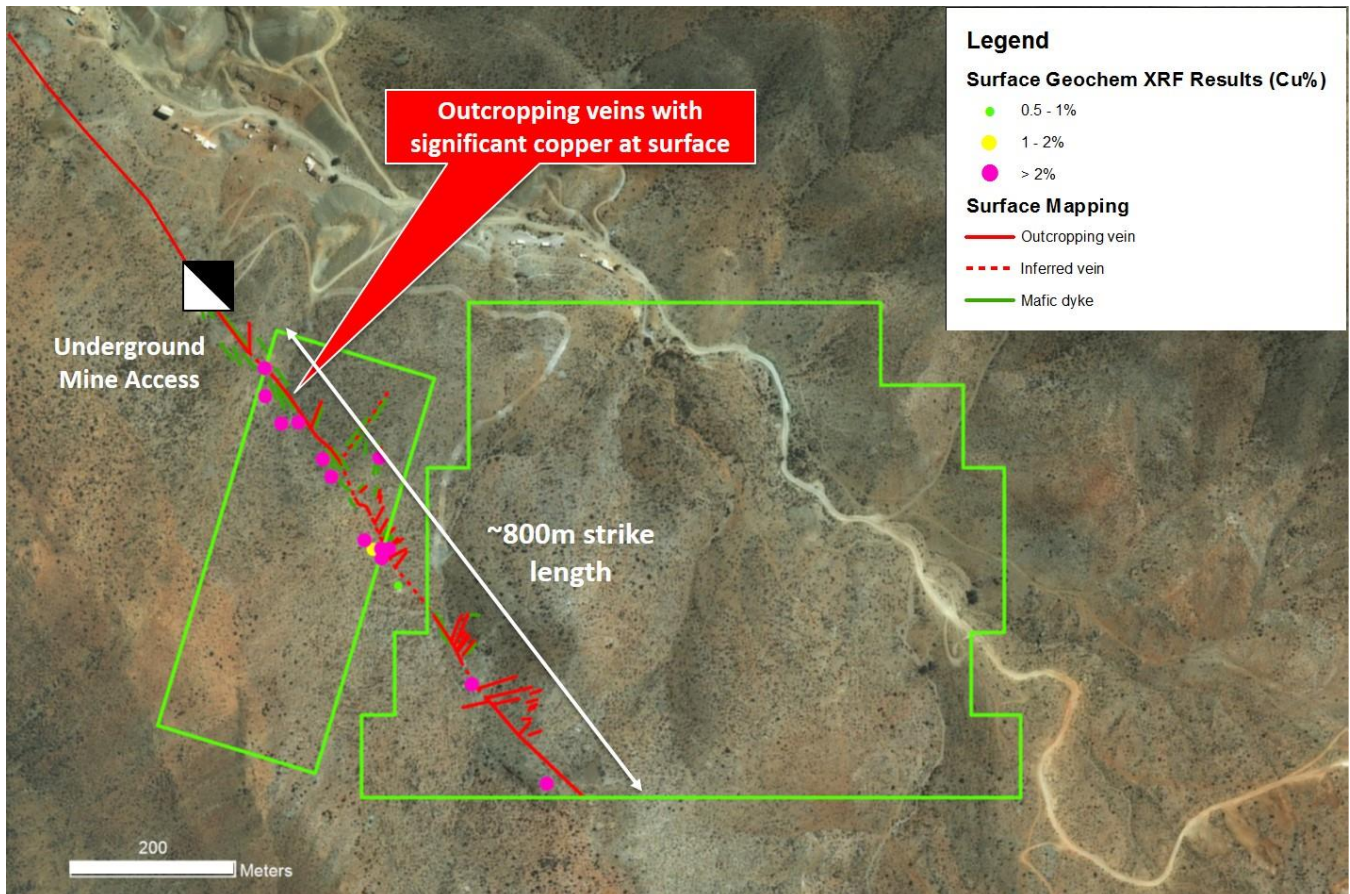 Legend
Surface Geochem XRF Results (Cu%)
0.5 - 1%
1 - 2%
> 2%
Surface Mapping
Outcropping vein
Inferred vein
Mafic dyke
Outcropping veins with
significant copper at surface
Underground
Mine Access
~800m strike
length
200
Meters